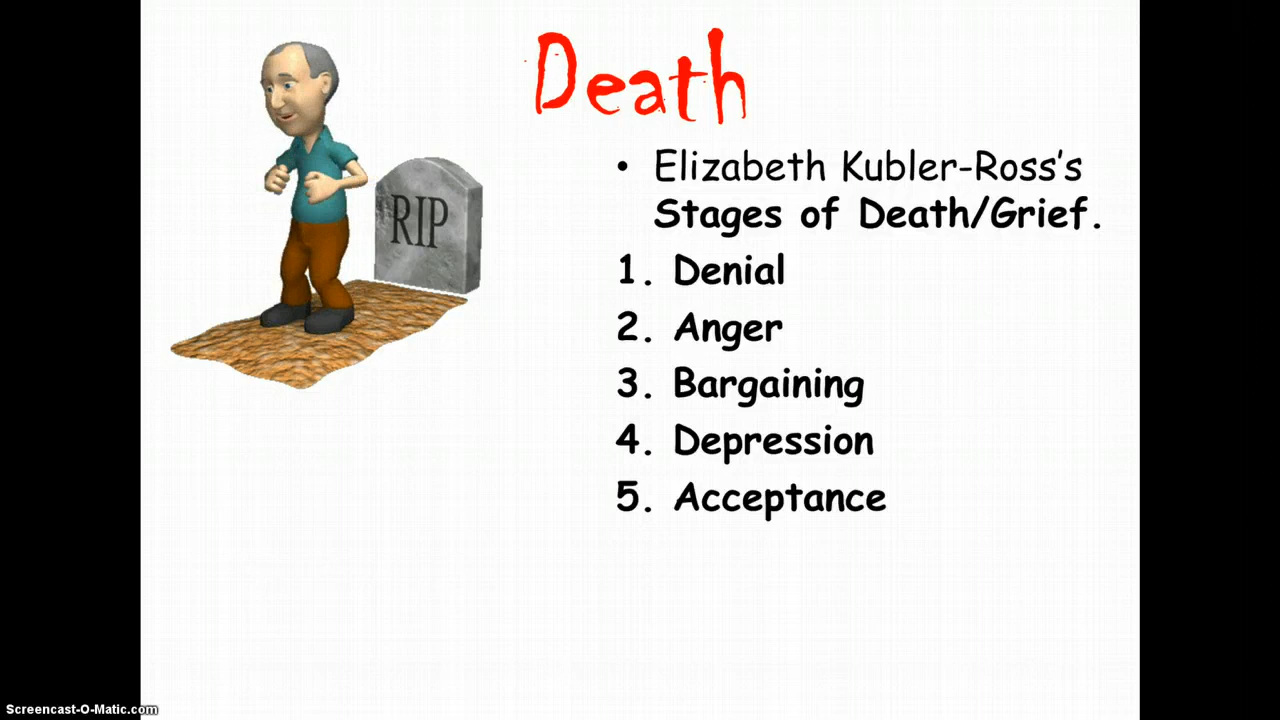 Death
RIP
• Elizabeth Kubler-Ross's
Stages of Death/Grief.
1. Denial
2. Anger
3. Bargaining
4. Depression
5. Acceptance
Screencast-O-Matic.com